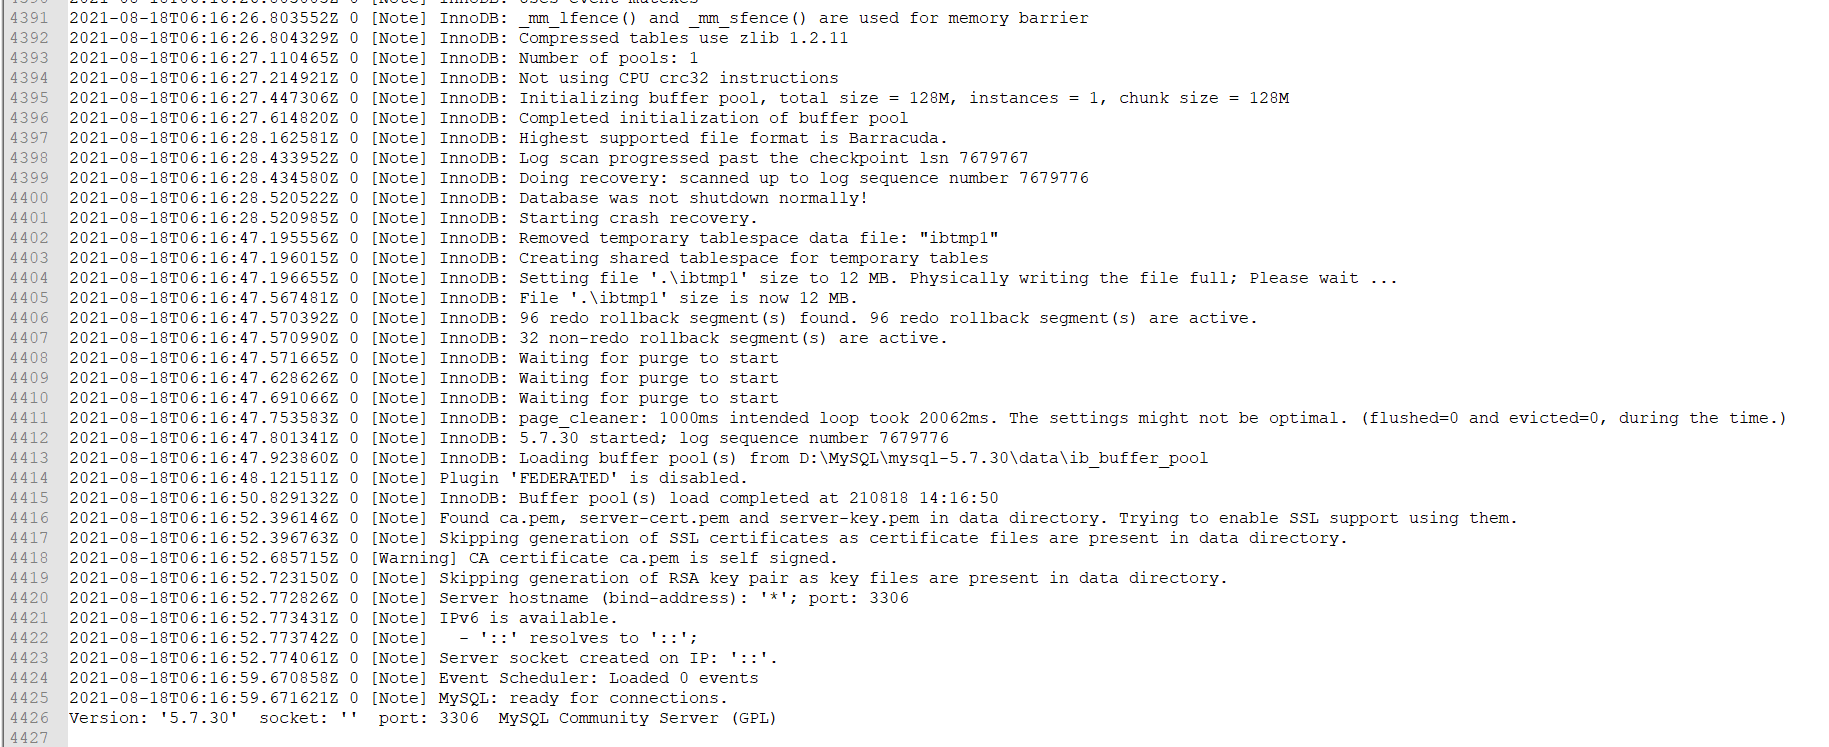 4390 2021-08-18T06:16:26.803003Z 0 [Note] InnoDB: Uses event mutexes
4391 2021-08-18T06:16:26.803552Z 0 [Note] InnoDB: _mm_lfence() and _mm_sfence() are used for memory barrier
4392 2021-08-18T06:16:26.804329Z 0 [Note] InnoDB: Compressed tables use zlib 1.2.11
4393 2021-08-18T06:16:27.110465Z 0 [Note] InnoDB: Number of pools: 1
4394 2021-08-18T06:16:27.214921Z 0 [Note] InnoDB: Not using CPU crc32 instructions
4395 2021-08-18T06:16:27.447306Z 0 [Note] InnoDB: Initializing buffer pool, total size = 128M, instances = 1, chunk size = 128M
4396 2021-08-18T06:16:27.614820Z 0 [Note] InnoDB: Completed initialization of buffer pool
4397 2021-08-18T06:16:28.162581Z 0 [Note] InnoDB: Highest supported file format is Barracuda.
4398 2021-08-18T06:16:28.433952Z 0 [Note] InnoDB: Log scan progressed past the checkpoint lsn 7679767
4399 2021-08-18T06:16:28.434580Z 0 [Note] InnoDB: Doing recovery: scanned up to log sequence number 7679776
4400 2021-08-18T06:16:28.520522Z 0 [Note] InnoDB: Database was not shutdown normally!
4401 2021-08-18T06:16:28.520985Z 0 [Note] InnoDB: Starting crash recovery.
4402 2021-08-18T06:16:47.195556Z 0 [Note] InnoDB: Removed temporary tablespace data file: "ibtmp1"
4403 2021-08-18T06:16:47.196015Z 0 [Note] InnoDB: Creating shared tablespace for temporary tables
4404 2021-08-18T06:16:47.196655Z 0 [Note] InnoDB: Setting file '.\ibtmp1' size to 12 MB. Physically writing the file full; Please wait ...
4405 2021-08-18T06:16:47.567481Z 0 [Note] InnoDB: File '.\ibtmp1' size is now 12 MB.
4406 2021-08-18T06:16:47.570392Z 0 [Note] InnoDB: 96 redo rollback segment(s) found. 96 redo rollback segment(s) are active.
4407 2021-08-18T06:16:47.570990Z 0 [Note] InnoDB: 32 non-redo rollback segment(s) are active.
4408 2021-08-18T06:16:47.571665Z 0 [Note] InnoDB: Waiting for purge to start
4409 2021-08-18T06:16:47.628626Z 0 [Note] InnoDB: Waiting for purge to start
4410 2021-08-18T06:16:47.691066Z 0 [Note] InnoDB: Waiting for purge to start
4411 2021-08-18T06:16:47.753583Z 0 [Note] InnoDB: page_cleaner: 1000ms intended loop took 20062ms. The settings might not be optimal. (flushed=0 and evicted=0, during the time.)
4412 2021-08-18T06:16:47.801341Z 0 [Note] InnoDB: 5.7.30 started; log sequence number 7679776
4413 2021-08-18T06:16:47.923860Z 0 [Note] InnoDB: Loading buffer pool(s) from D:\MySQL\mysql-5.7.30\data\ib_buffer_pool
4414 2021-08-18T06:16:48.121511Z 0 [Note] Plugin 'FEDERATED' is disabled.
4415 2021-08-18T06:16:50.829132Z 0 [Note] InnoDB: Buffer pool(s) load completed at 210818 14:16:50
4416 2021-08-18T06:16:52.396146Z 0 [Note] Found ca.pem, server-cert.pem and server-key.pem in data directory. Trying to enable SSL support using them.
4417 2021-08-18T06:16:52.396763Z 0 [Note] Skipping generation of SSL certificates as certificate files are present in data directory.
4418 2021-08-18T06:16:52.685715Z 0 [Warning] CA certificate ca.pem is self signed.
4419 2021-08-18T06:16:52.723150Z 0 [Note] Skipping generation of RSA key pair as key files are present in data directory.
4420 2021-08-18T06:16:52.772826Z 0 [Note] Server hostname (bind-address): '*'; port: 3306
4421 2021-08-18T06:16:52.773431Z 0 [Note] IPv6 is available.
4422 2021-08-18T06:16:52.773742Z 0 [Note]   - '::' resolves to '::';
4423 2021-08-18T06:16:52.774061Z 0 [Note] Server socket created on IP: '::'.
4424 2021-08-18T06:16:59.670858Z 0 [Note] Event Scheduler: Loaded 0 events
4425 2021-08-18T06:16:59.671621Z 0 [Note] MySQL: ready for connections.
4426 Version: '5.7.30'  socket: ''  port: 3306  MySQL Community Server (GPL)
4427